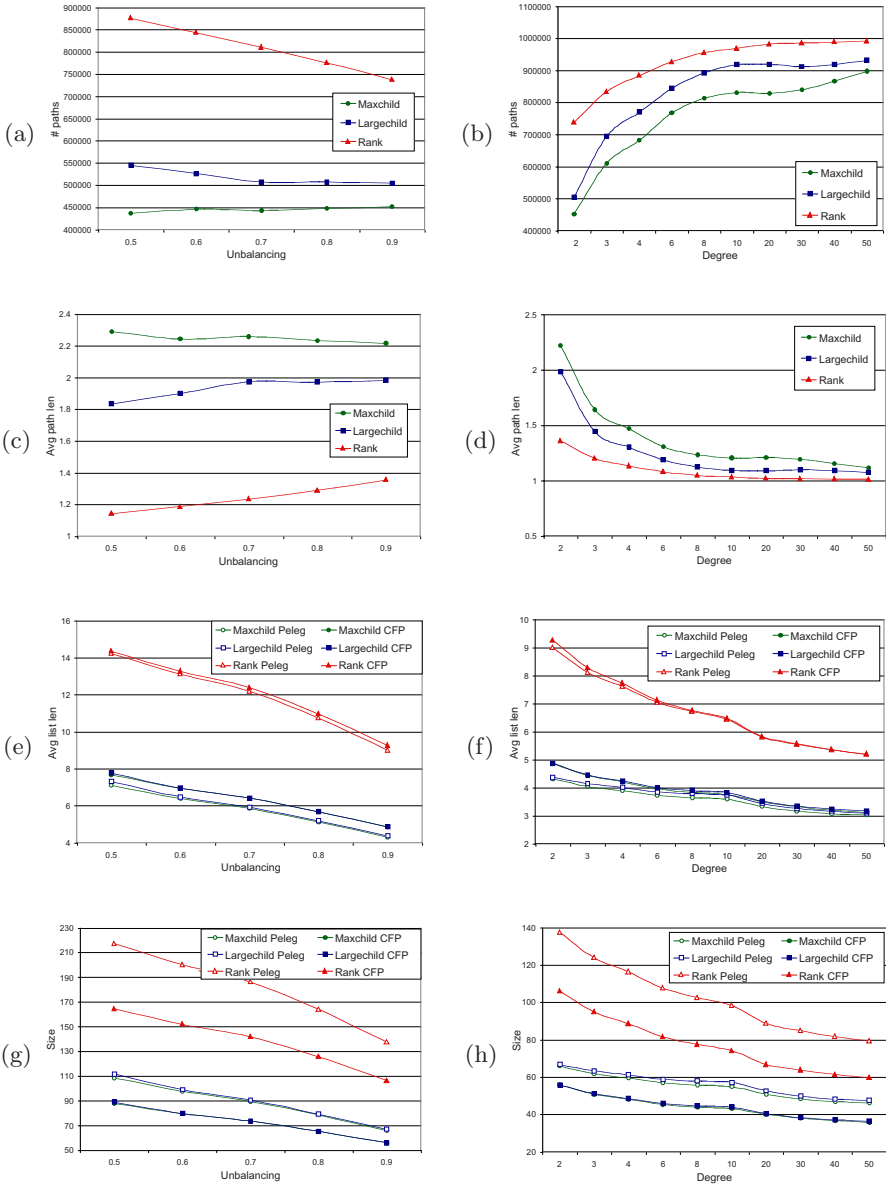 (a)
900000
850000
800000
750000
700000
650000
600000
550000
500000
450000
400000
# paths
0.5 0.6 0.7 0.8 0.9
Unbalancing
Maxchild
Largechild
Rank
(b)
1100000
1000000
900000
800000
700000
600000
500000
400000
# paths
2 3 4 6 8 10 20 30 40 50
Degree
Maxchild
Largechild
Rank
(c)
2.4
2.2
2
1.8
1.6
1.4
1.2
1
Avg path len
0.5 0.6 0.7 0.8 0.9
Unbalancing
Maxchild
Largechild
Rank
(d)
2.5
2
1.5
1
0.5
Avg path len
2 3 4 6 8 10 20 30 40 50
Degree
Maxchild
Largechild
Rank
(e)
16
14
12
10
8
6
4
Avg list len
0.5 0.6 0.7 0.8 0.9
Unbalancing
Maxchild Peleg Maxchild CFP
Largechild Peleg Largechild CFP
Rank Peleg Rank CFP
(f)
10
9
8
7
6
5
4
3
2
Avg list len
2 3 4 6 8 10 20 30 40 50
Degree
Maxchild Peleg Maxchild CFP
Largechild Peleg Largechild CFP
Rank Peleg Rank CFP
(g)
230
210
190
170
150
130
110
90
70
50
Size
0.5 0.6 0.7 0.8 0.9
Unbalancing
Maxchild Peleg Maxchild CFP
Largechild Peleg Largechild CFP
Rank Peleg Rank CFP
(h)
140
120
100
80
60
40
20
Size
2 3 4 6 8 10 20 30 40 50
Degree
Maxchild Peleg Maxchild CFP
Largechild Peleg Largechild CFP
Rank Peleg Rank CFP